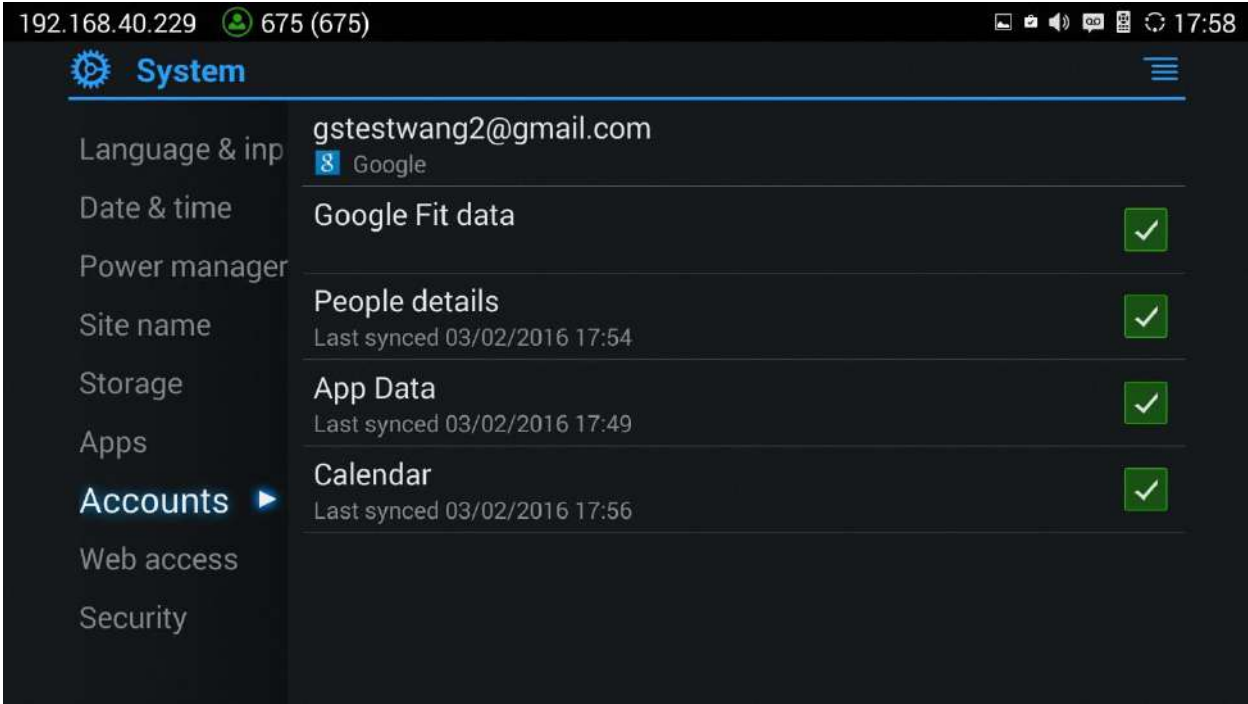 192.168.40.229 675 (675) 17:58
System
Language & inp
Date & time
Power manager
Site name
Storage
Apps
Accounts
Web access
Security
gstestwang2@gmail.com
8 Google
Google Fit data
People details
Last synced 03/02/2016 17:54
App Data
Last synced 03/02/2016 17:49
Calendar
Last synced 03/02/2016 17:56